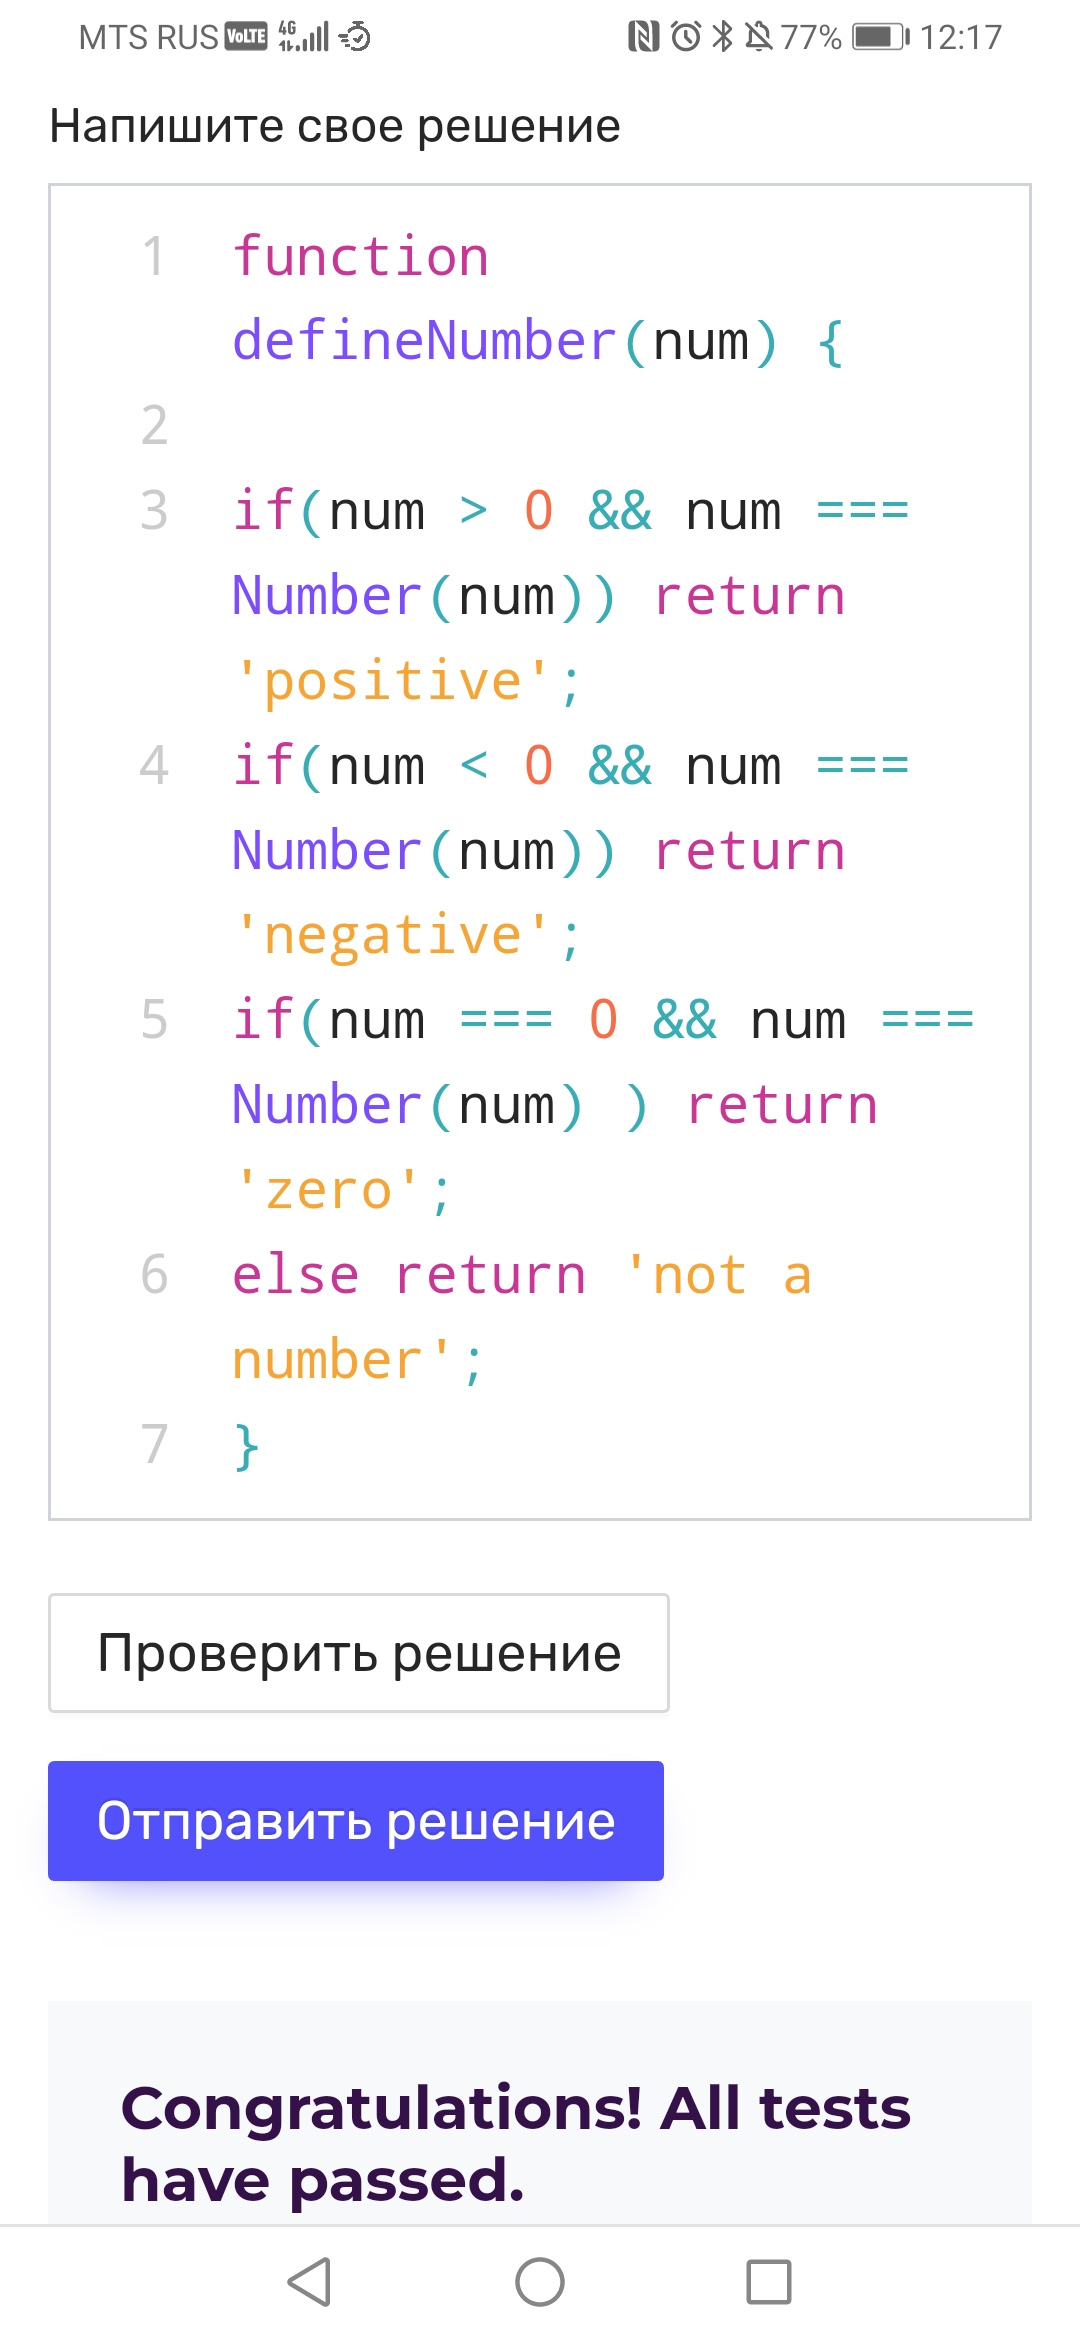 MTS RUS VoLTE 4G 77% 12:17
Напишите свое решение
1 function
defineNumber(num) {
2
3 if(num > 0 && num ===
Number(num)) return
'positive';
4 if(num < 0 && num ===
Number(num)) return
'negative';
5 if(num === 0 && num ===
Number(num) ) return
'zero';
6 else return 'not a
number';
7 }
Проверить решение
Отправить решение
Congratulations! All tests
have passed.